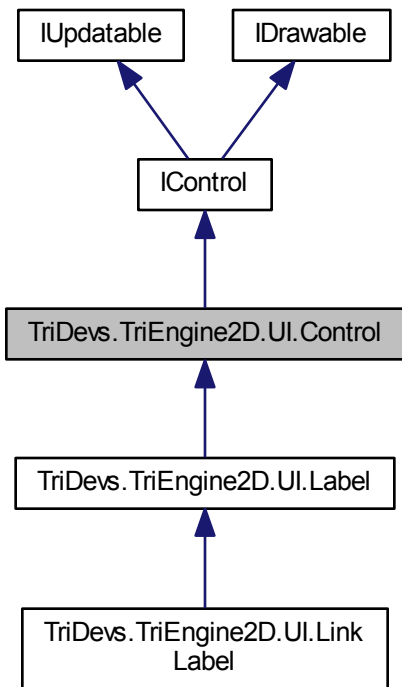 IUpdatable
IDrawable
IControl
TriDevs.TriEngine2D.UI.Control
TriDevs.TriEngine2D.UI.Label
TriDevs.TriEngine2D.UI.Link
Label